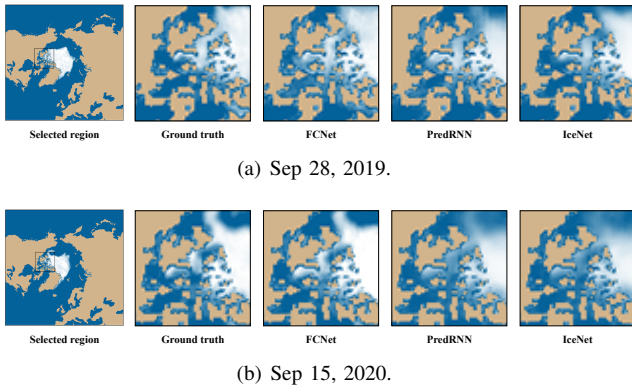 Selected region Ground truth FCNet PredRNN IceNet
(a) Sep 28, 2019.
Selected region Ground truth FCNet PredRNN IceNet
(b) Sep 15, 2020.